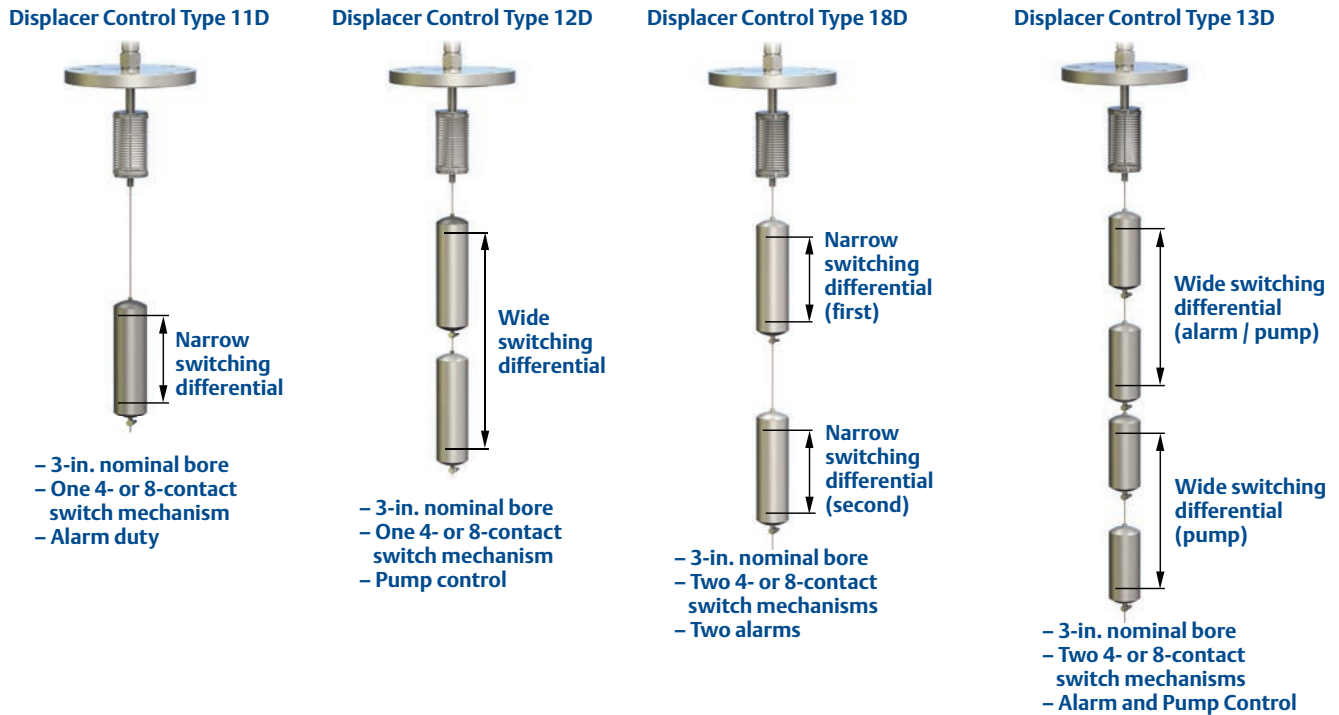 Displacer Control Type 11D
Displacer Control Type 12D
Displacer Control Type 18D
Displacer Control Type 13D
Narrow
switching
differential
– 3-in. nominal bore
– One 4- or 8-contact
switch mechanism
– Alarm duty
Wide
switching
differential
– 3-in. nominal bore
– One 4- or 8-contact
switch mechanism
– Pump control
Narrow
switching
differential
(first)
Narrow
switching
differential
(second)
– 3-in. nominal bore
– Two 4- or 8-contact
switch mechanisms
– Two alarms
Wide switching
differential
(alarm / pump)
Wide switching
differential
(pump)
– 3-in. nominal bore
– Two 4- or 8-contact
switch mechanisms
– Alarm and Pump Control